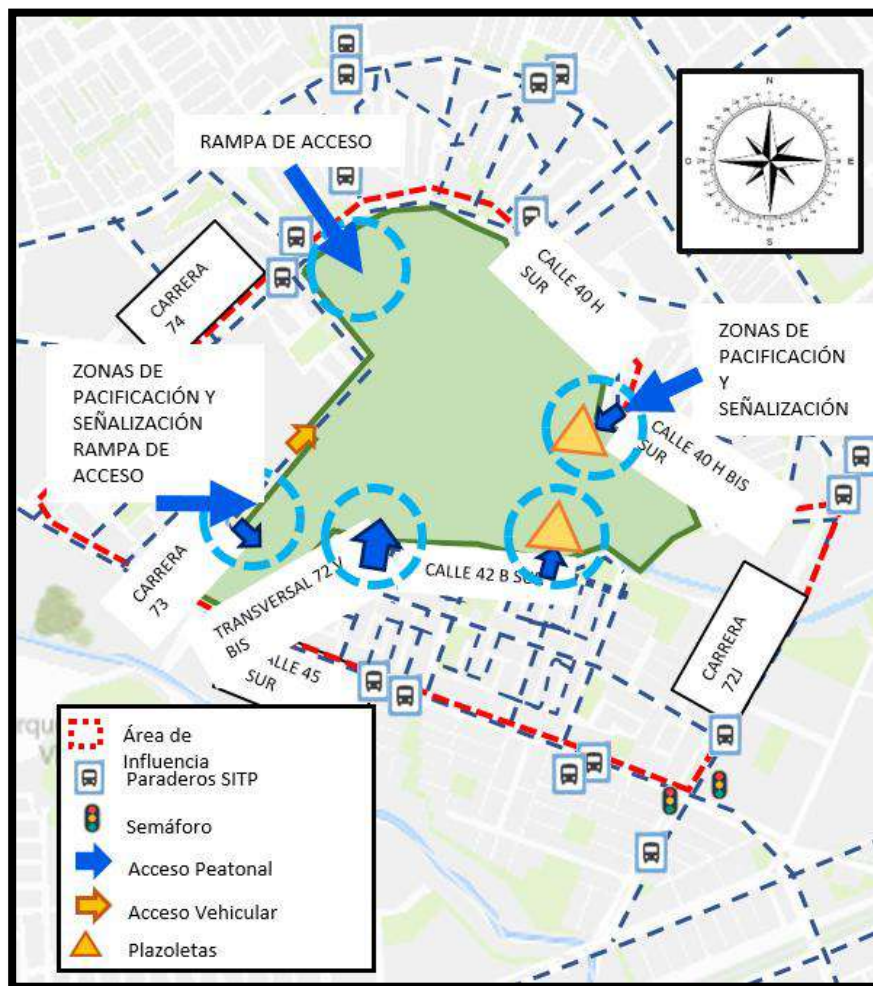 RAMPA DE ACCESO
N
O
E
S
CARRERA
74
CALLE 40 H
SUR
ZONAS DE
PACIFICACIÓN
Y
SEÑALIZACIÓN
ZONAS DE
PACIFICACIÓN Y
SEÑALIZACIÓN
RAMPA DE
ACCESO
CALLE 40 H BIS
SUR
CARRERA
73
TRANSVERSAL 72 V
BIS
CALLE 42 B SUR
ALLE 45
SUR
CARRERA
72J
Área de
Influencia
Paraderos SITP
Semáforo
Acceso Peatonal
Acceso Vehicular
Plazoletas